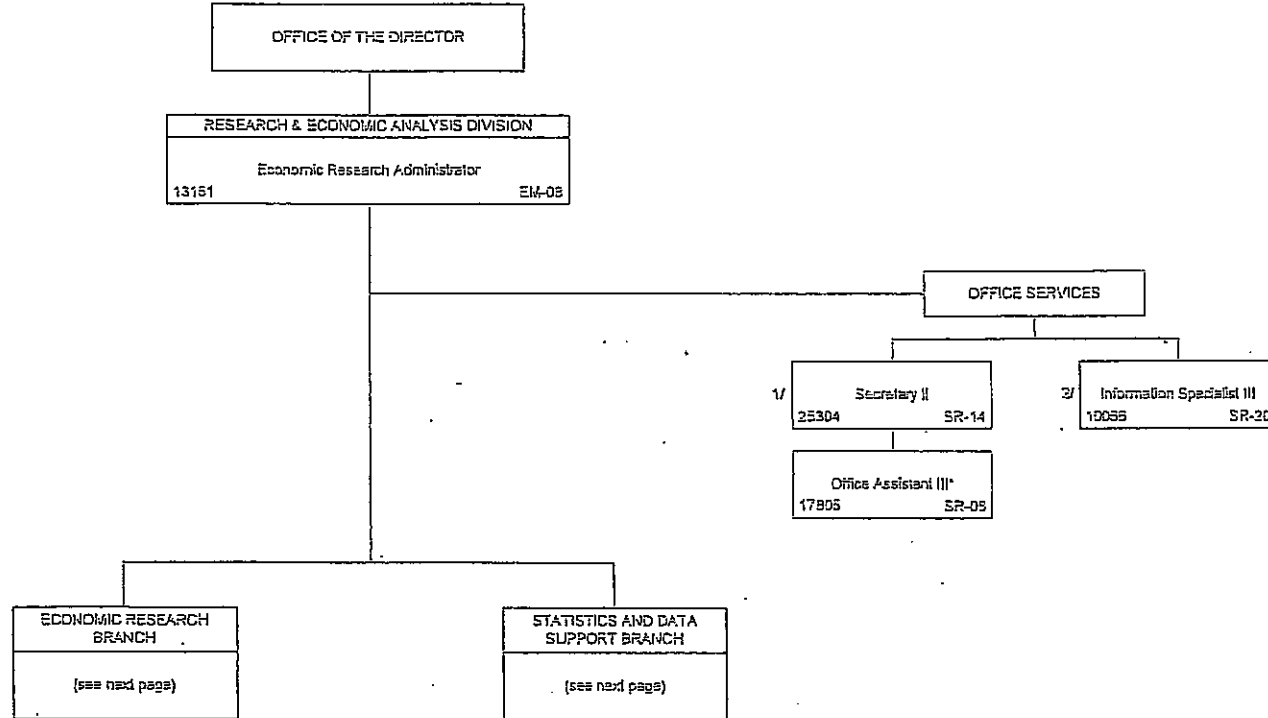 OFFICE OF THE DIRECTOR
RESEARCH & ECONOMIC ANALYSIS DIVISION
Economic Research Administrator
13151 EM-08
OFFICE SERVICES
1/ Secretary II
25304 SR-14
Information Specialist III
SR-20
Office Assistant III*
SR-08
ECONOMIC RESEARCH
BRANCH
(see next page)
STATISTICS AND DATA
SUPPORT BRANCH
(see next page)